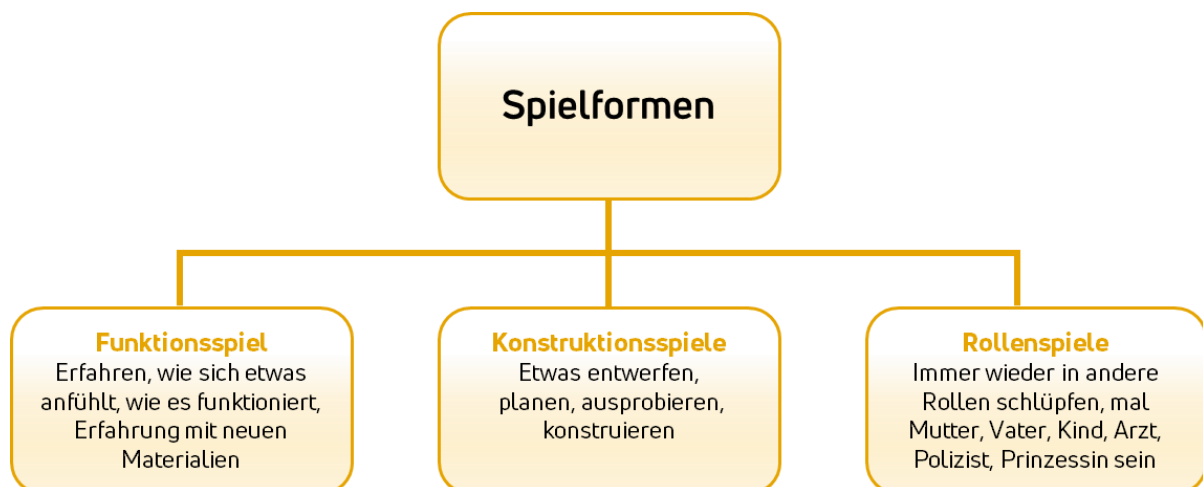 Spielformen
Funktionsspiel
Erfahren, wie sich etwas
anfühlt, wie es funktioniert,
Erfahrung mit neuen
Materialien
Konstruktionsspiele
Etwas entwerfen,
planen, ausprobieren,
konstruieren
Rollenspiele
Immer wieder in andere
Rollen schlüpfen, mal
Mutter, Vater, Kind, Arzt,
Polizist, Prinzessin sein